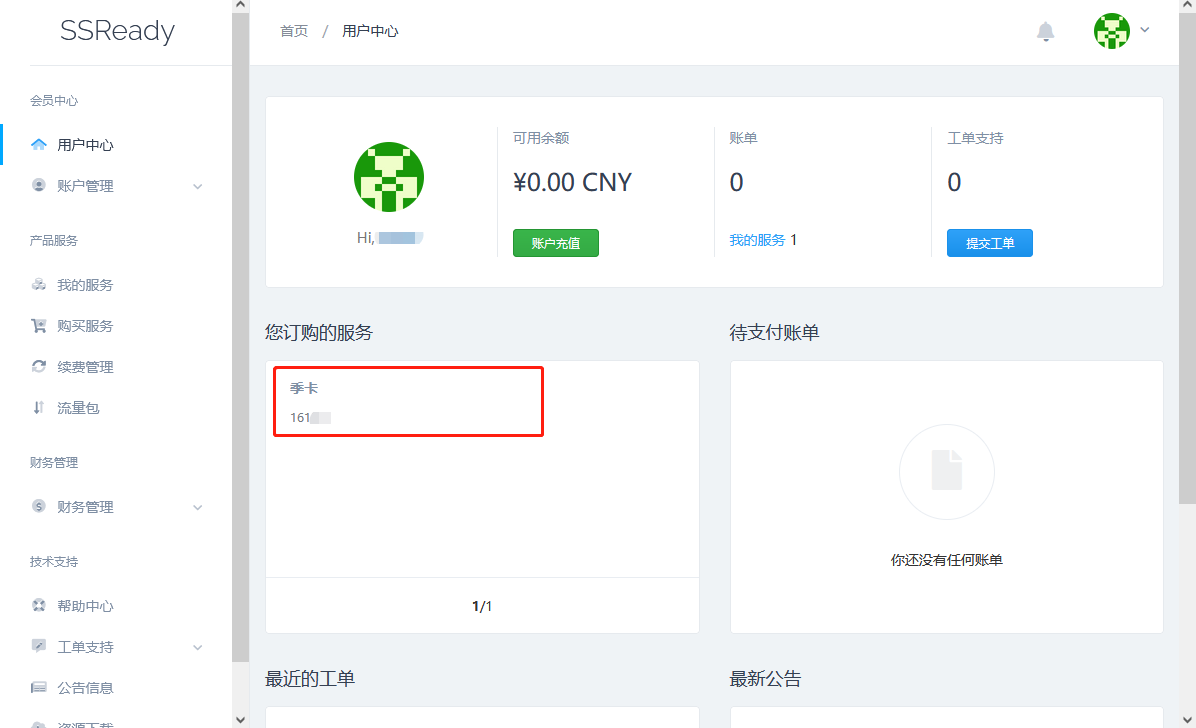 SSReady
会员中心
用户中心
账户管理
产品服务
我的服务
购买服务
续费管理
流量包
财务管理
财务管理
技术支持
帮助中心
工单支持
公告信息
资源下载
首页 / 用户中心
Hi,
可用余额
¥0.00 CNY
账户充值
账单
0
我的服务 1
工单支持
0
提交工单
您订购的服务
季卡
161
1/1
待支付账单
你还没有任何账单
最近的工单
最新公告